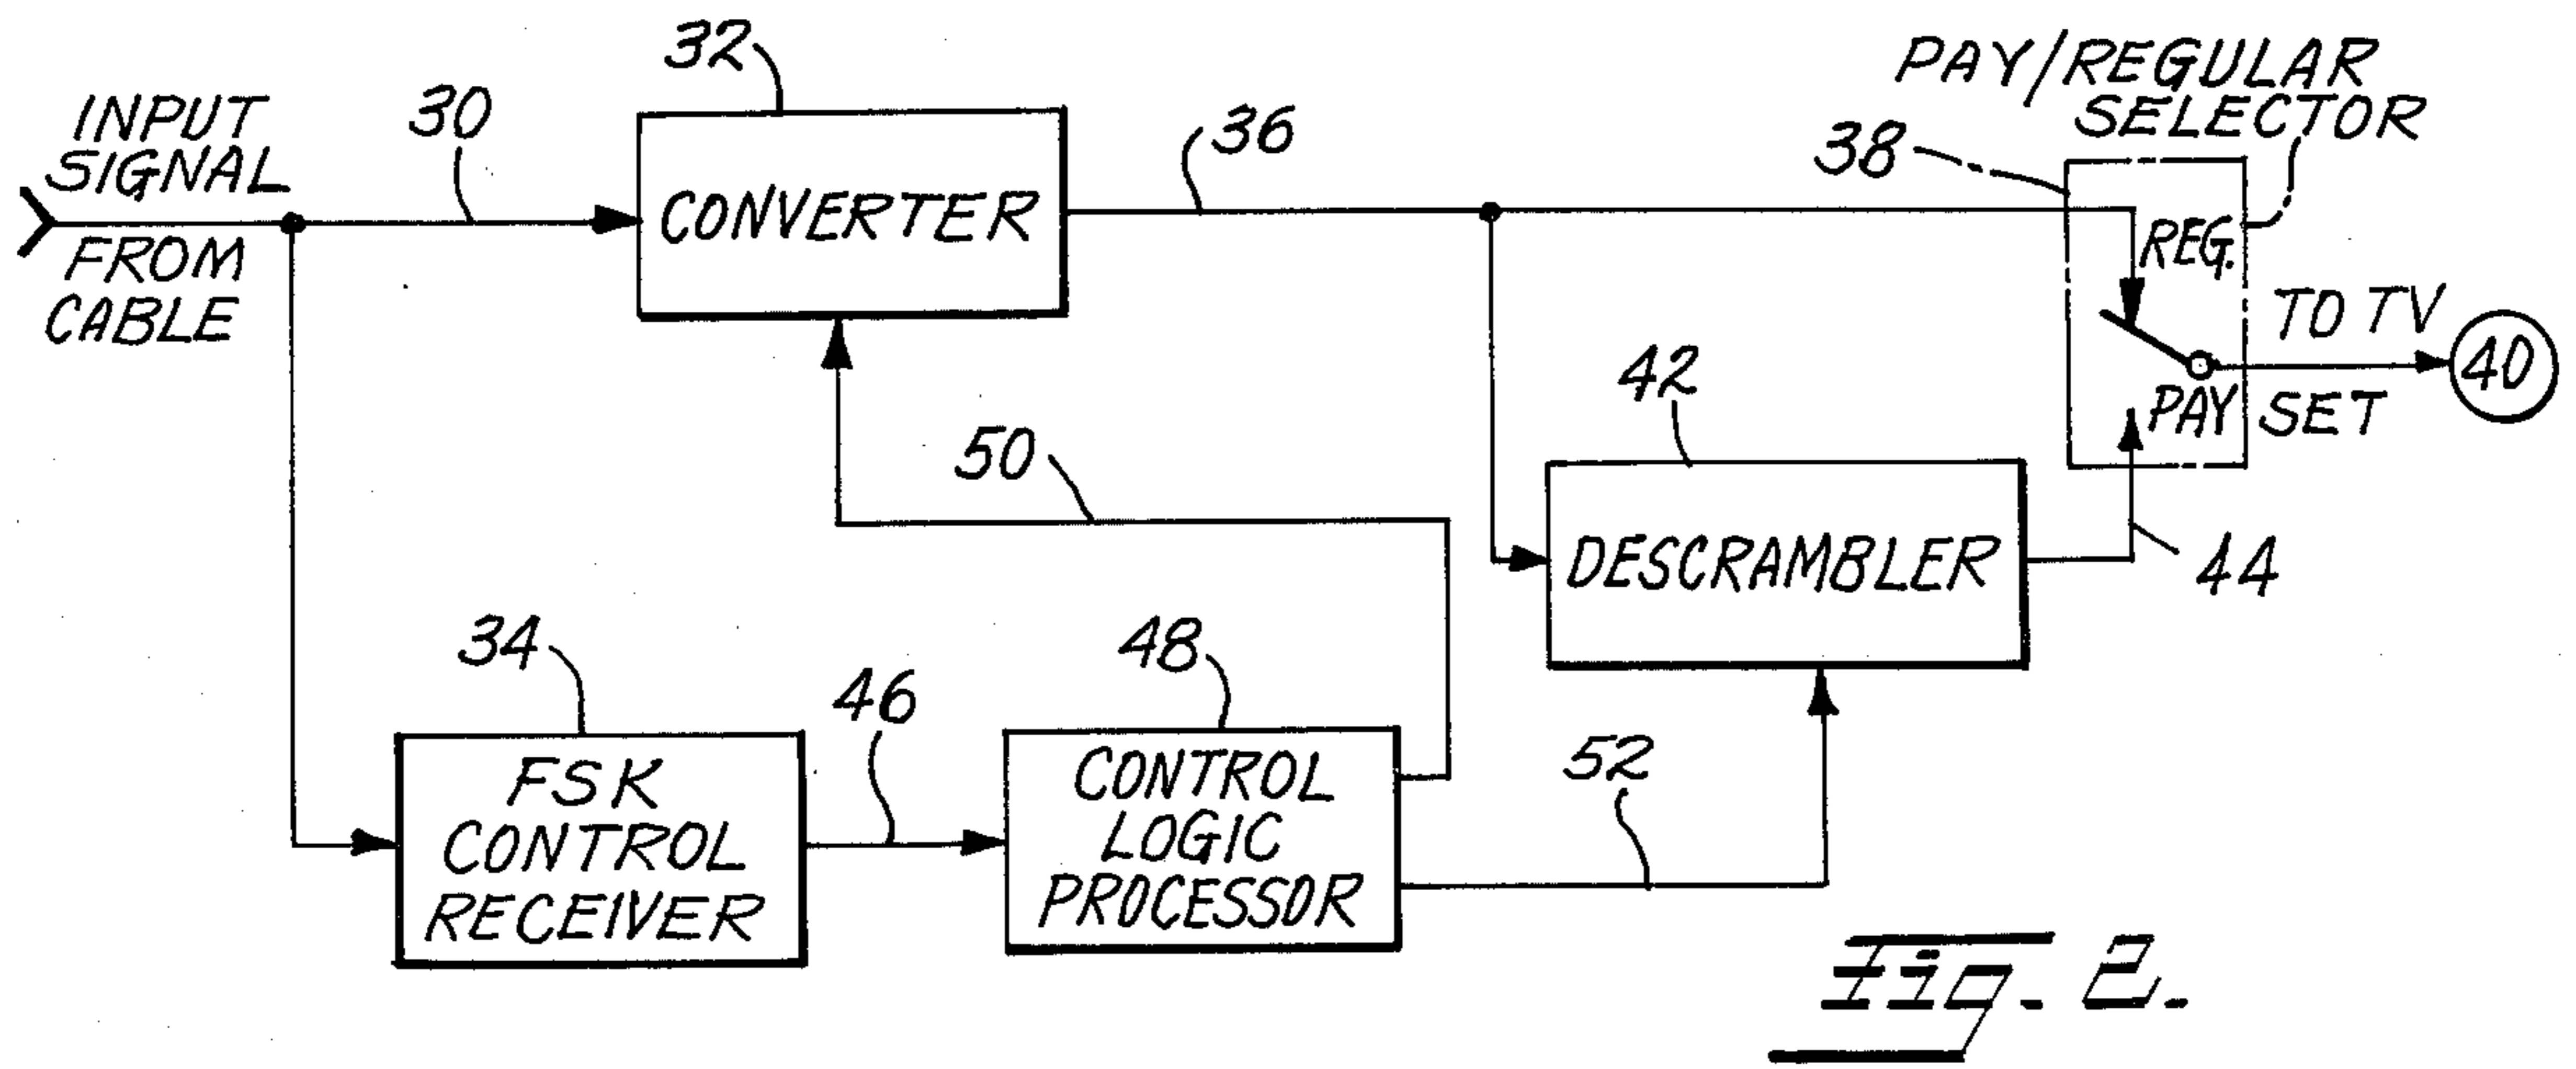 32
PAY/REGULAR
SELECTOR
INPUT
SIGNAL
30
36
38
CONVERTER
REG.
FROM
CABLE
TO TV
SET
40
PAY
42
50
DESCRAMBLER
44
34
48
46
FSK
CONTROL
RECEIVER
CONTROL
LOGIC
PROCESSOR
52
Fig. 2.